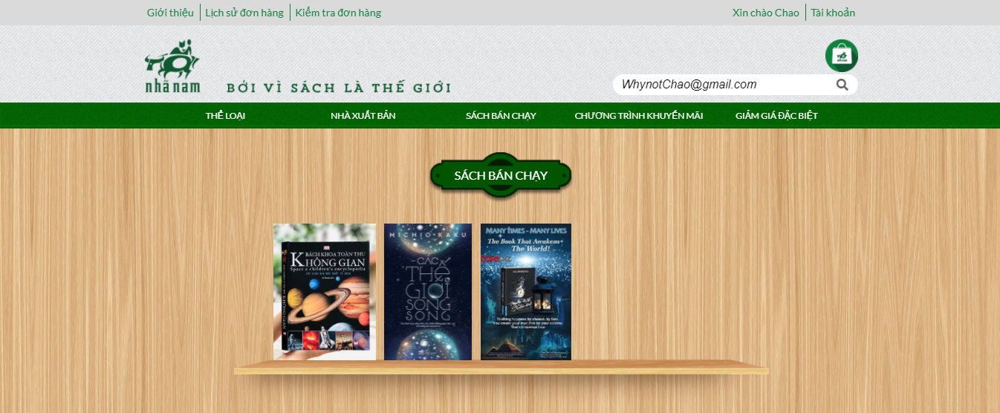 Giới thiệu Lịch sử đơn hàng Kiểm tra đơn hàng Xin chào Chao Tài khoản
nhã nam
BỞI VÌ SÁCH LÀ THẾ GIỚI
WhynotChao@gmail.com
THỂ LOẠI NHÀ XUẤT BẢN SÁCH BÁN CHẠY CHƯƠNG TRÌNH KHUYẾN MÃI GIẢM GIÁ ĐẶC BIỆT
SÁCH BÁN CHẠY
BÁCH KHOA TOÀN THƯ
KHÔNG GIAN
Space a children's encyclopedia
MICHIO KAKU
CÁC
THẾ
GIỚI
SONG
SONG
MANY TIMES - MANY LIVES
The Book That Awakens
The World!
Nothing happens by chance, by luck.
You create your own fate by your actions.
That's Universal Law